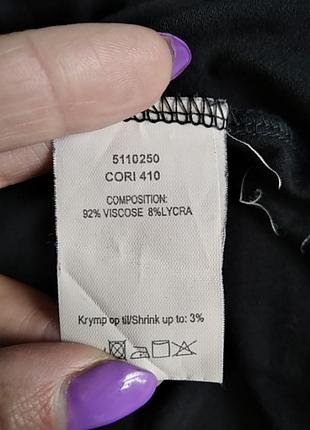 5110250
CORI 410
COMPOSITION:
92% VISCOSE 8%LYCRA
Krymp op til/Shrink up to: 3%